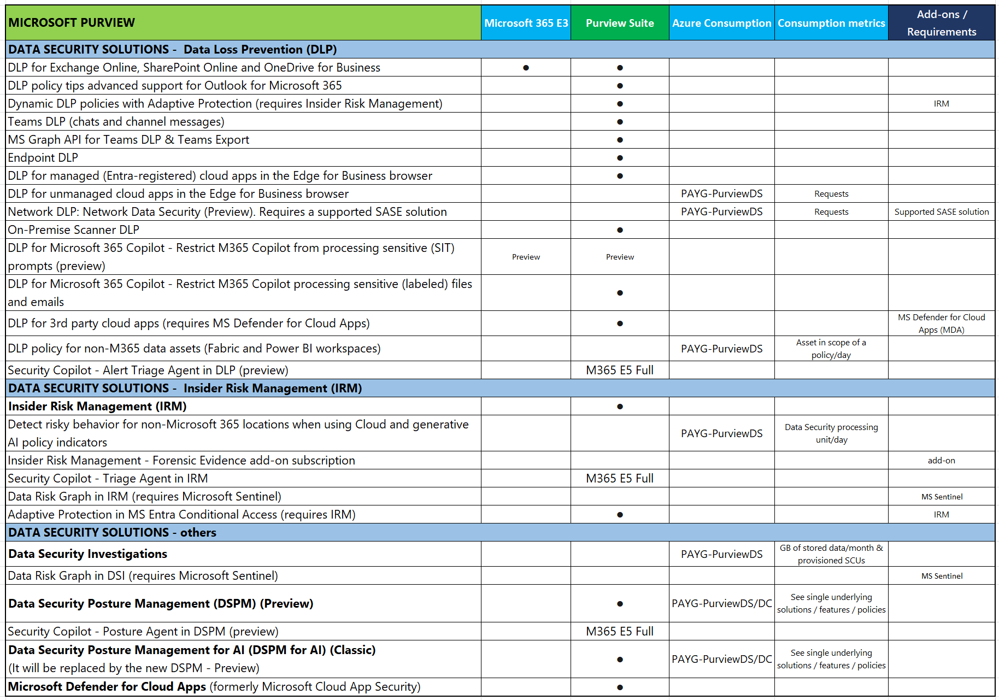 MICROSOFT PURVIEW
Microsoft 365 E3
Purview Suite
Azure Consumption
Consumption metrics
Add-ons /
Requirements
DATA SECURITY SOLUTIONS -  Data Loss Prevention (DLP)
DLP for Exchange Online, SharePoint Online and OneDrive for Business ● ●
DLP policy tips advanced support for Outlook for Microsoft 365 ●
Dynamic DLP policies with Adaptive Protection (requires Insider Risk Management) ● IRM
Teams DLP (chats and channel messages) ●
MS Graph API for Teams DLP & Teams Export ●
Endpoint DLP ●
DLP for managed (Entra-registered) cloud apps in the Edge for Business browser ●
DLP for unmanaged cloud apps in the Edge for Business browser PAYG-PurviewDS Requests
Network DLP: Network Data Security (Preview). Requires a supported SASE solution PAYG-PurviewDS Requests Supported SASE solution
On-Premise Scanner DLP ●
DLP for Microsoft 365 Copilot - Restrict M365 Copilot from processing sensitive (SIT)
prompts (preview)
Preview Preview
DLP for Microsoft 365 Copilot - Restrict M365 Copilot processing sensitive (labeled) files
and emails
●
DLP for 3rd party cloud apps (requires MS Defender for Cloud Apps) ●
MS Defender for Cloud
Apps (MDA)
DLP policy for non-M365 data assets (Fabric and Power BI workspaces) PAYG-PurviewDS
Asset in scope of a
policy/day
Security Copilot - Alert Triage Agent in DLP (preview) M365 E5 Full
DATA SECURITY SOLUTIONS -  Insider Risk Management (IRM)
Insider Risk Management (IRM) ●
Detect risky behavior for non-Microsoft 365 locations when using Cloud and generative
AI policy indicators
PAYG-PurviewDS
Data Security processing
unit/day
Insider Risk Management - Forensic Evidence add-on subscription add-on
Security Copilot - Triage Agent in IRM M365 E5 Full
Data Risk Graph in IRM (requires Microsoft Sentinel) MS Sentinel
Adaptive Protection in MS Entra Conditional Access (requires IRM) ● IRM
DATA SECURITY SOLUTIONS - others
Data Security Investigations PAYG-PurviewDS
GB of stored data/month &
provisioned SCUs
Data Risk Graph in DSI (requires Microsoft Sentinel) MS Sentinel
Data Security Posture Management (DSPM) (Preview) ● PAYG-PurviewDS/DC
See single underlying
solutions / features / policies
Security Copilot - Posture Agent in DSPM (preview) M365 E5 Full
Data Security Posture Management for AI (DSPM for AI) (Classic)
(It will be replaced by the new DSPM - Preview)
● PAYG-PurviewDS/DC
See single underlying
solutions / features / policies
Microsoft Defender for Cloud Apps (formerly Microsoft Cloud App Security) ●